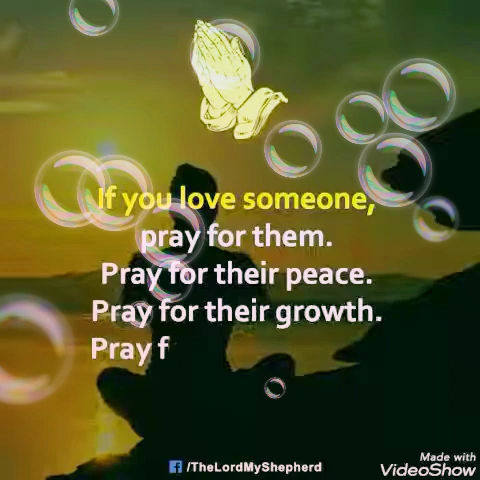 If you love someone,
pray for them.
Pray for their peace.
Pray for their growth.
Pray f
f /TheLordMyShepherd
Made with
VideoShow